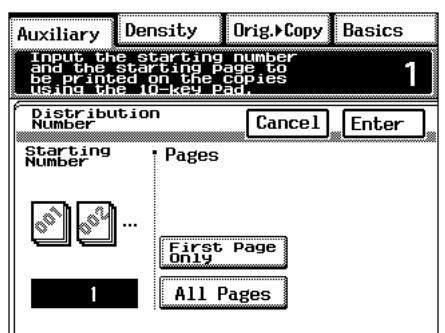 Auxiliary Density Orig.▶Copy Basics
Input the starting number
and the starting page to
be printed on the copies
using the 10-key Pad.
1
Distribution
Number
Cancel Enter
Starting
Number
Pages
001 002 ...
First Page
Only
1
All Pages